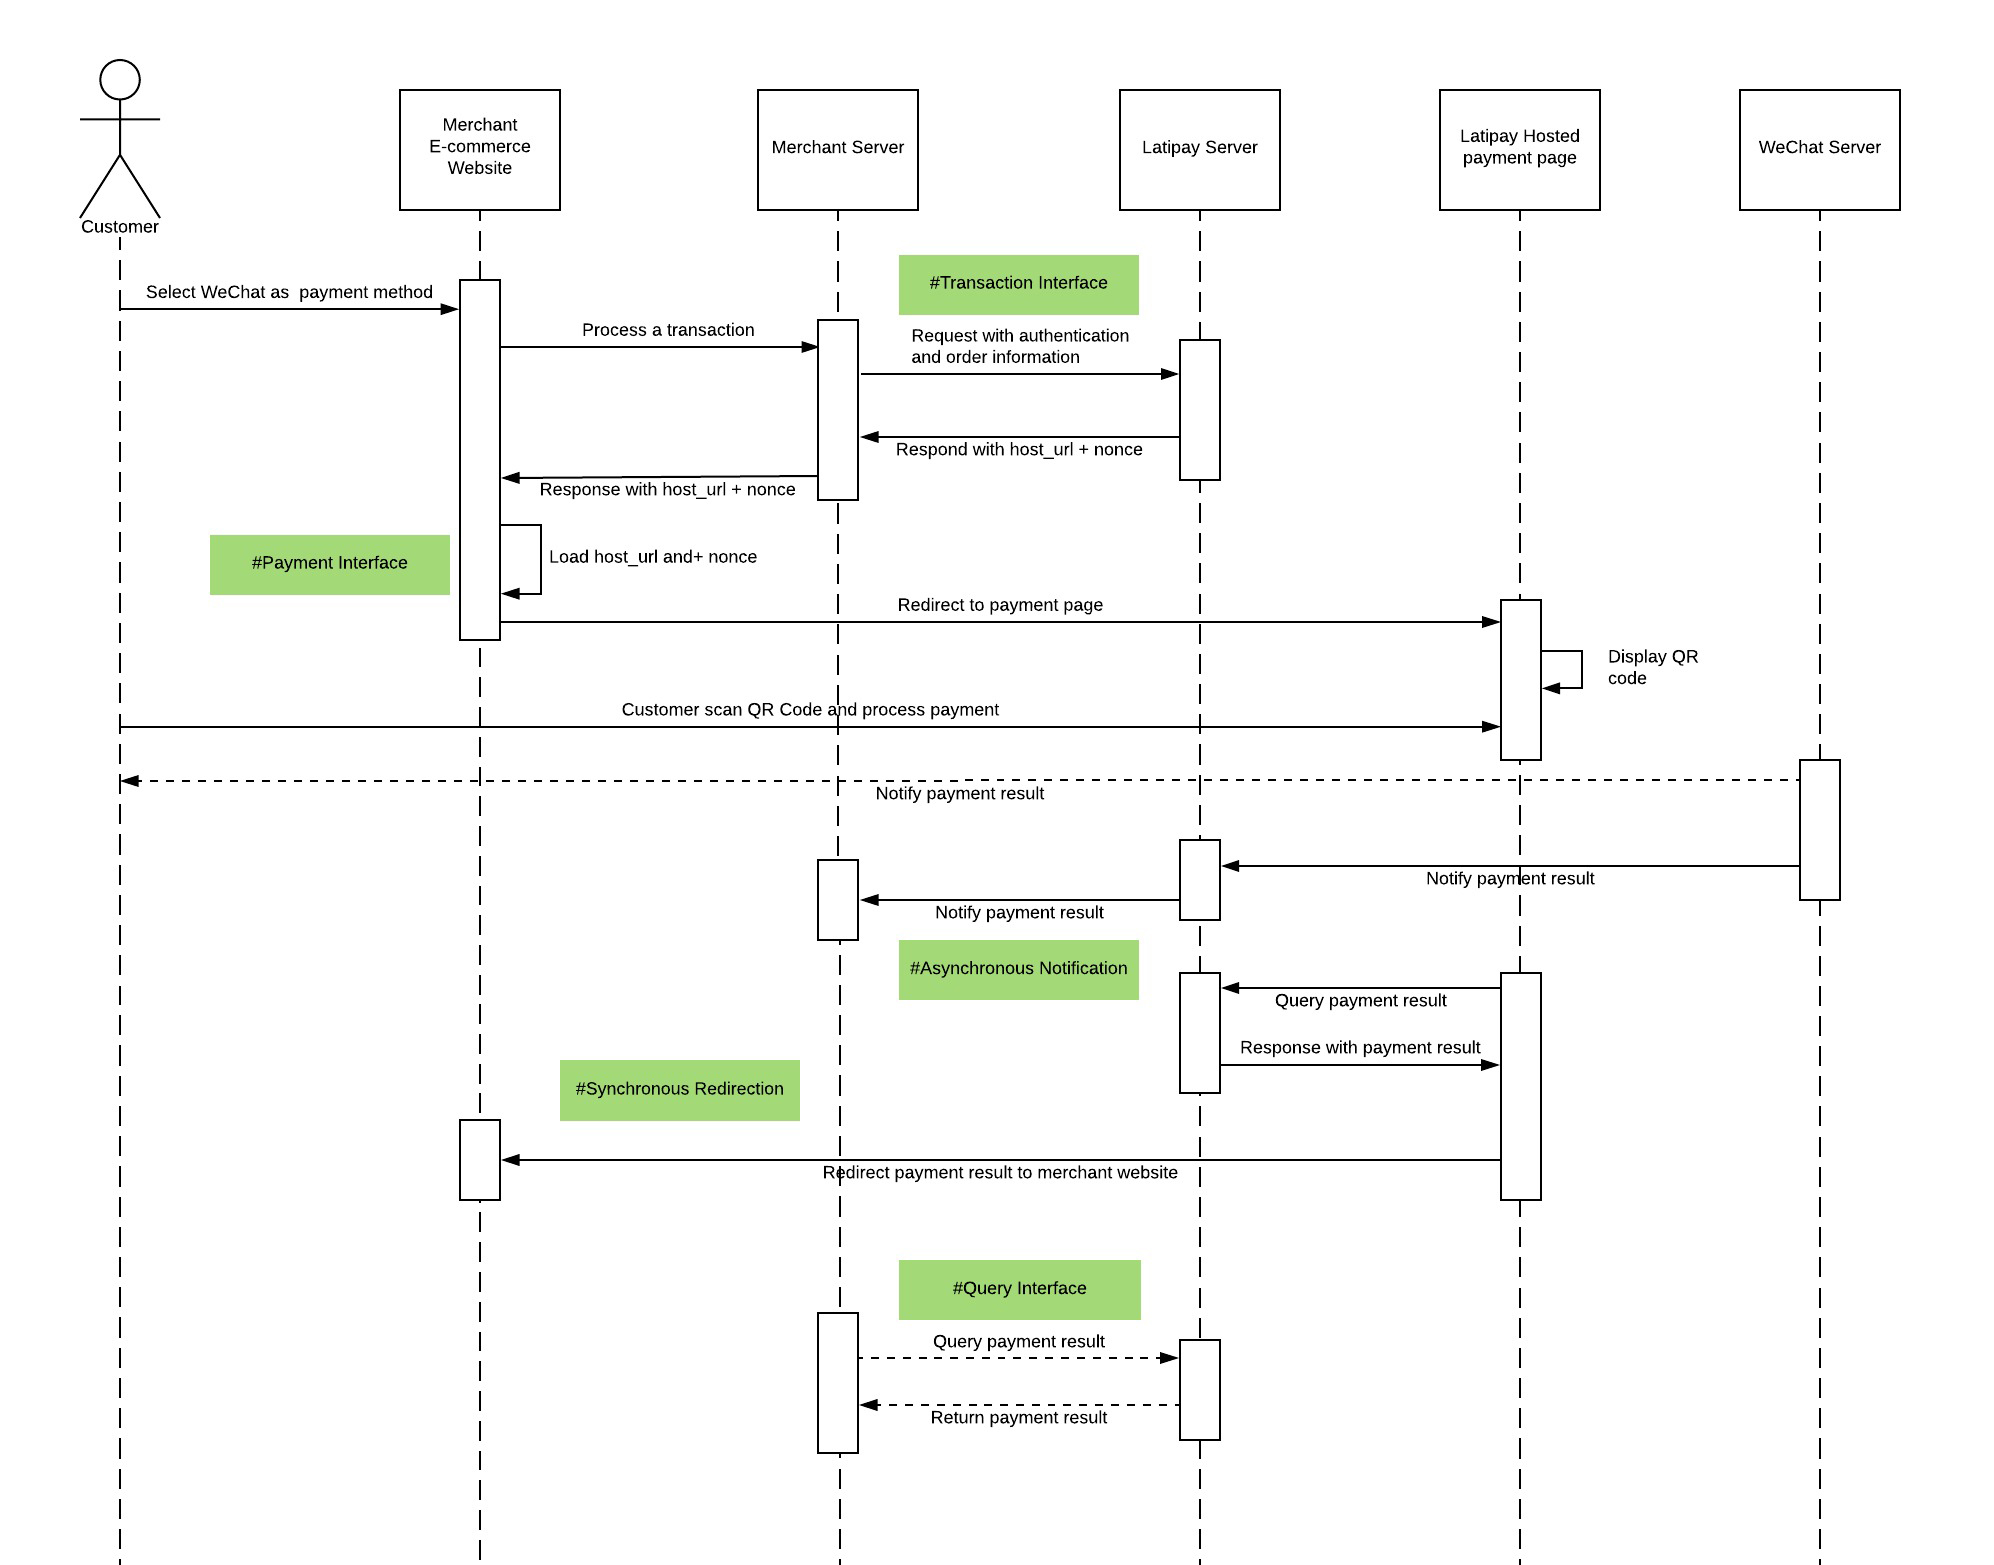 Customer
Merchant
E-commerce
Website
Merchant Server
Latipay Server
Latipay Hosted
payment page
WeChat Server
#Transaction Interface
Select WeChat as  payment method
Process a transaction
Request with authentication
and order information
Respond with host_url + nonce
Response with host_url + nonce
#Payment Interface
Load host_url and+ nonce
Redirect to payment page
Display QR
code
Customer scan QR Code and process payment
Notify payment result
Notify payment result
Notify payment result
#Asynchronous Notification
Query payment result
Response with payment result
#Synchronous Redirection
Redirect payment result to merchant website
#Query Interface
Query payment result
Return payment result